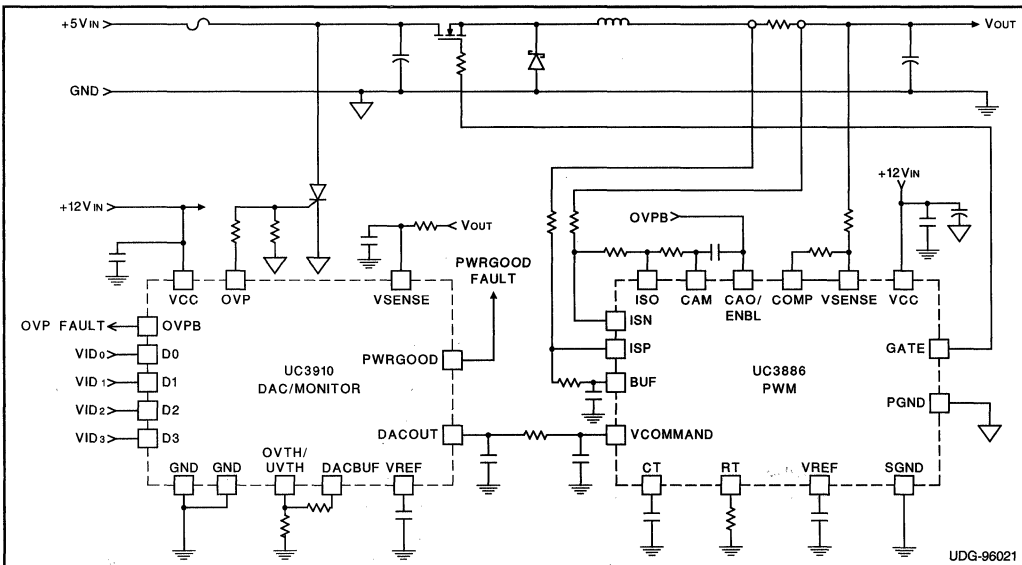 +5VIN
VOUT
GND
+12VIN
+12VIN
OVPB
VOUT
PWRGOOD
FAULT
VCC
OVP
VSENSE
ISO
CAM
CAO/
ENBL
COMP
VSENSE
VCC
OVP FAULT
OVPB
ISN
VID0
D0
ISP
GATE
PWRGOOD
UC3910
DAC/MONITOR
UC3886
PWM
VID1
D1
BUF
VID2
D2
PGND
VID3
D3
DACOUT
VCOMMAND
GND
GND
OVTH/
UVTH
DACBUF
VREF
CT
RT
VREF
SGND
UDG-96021